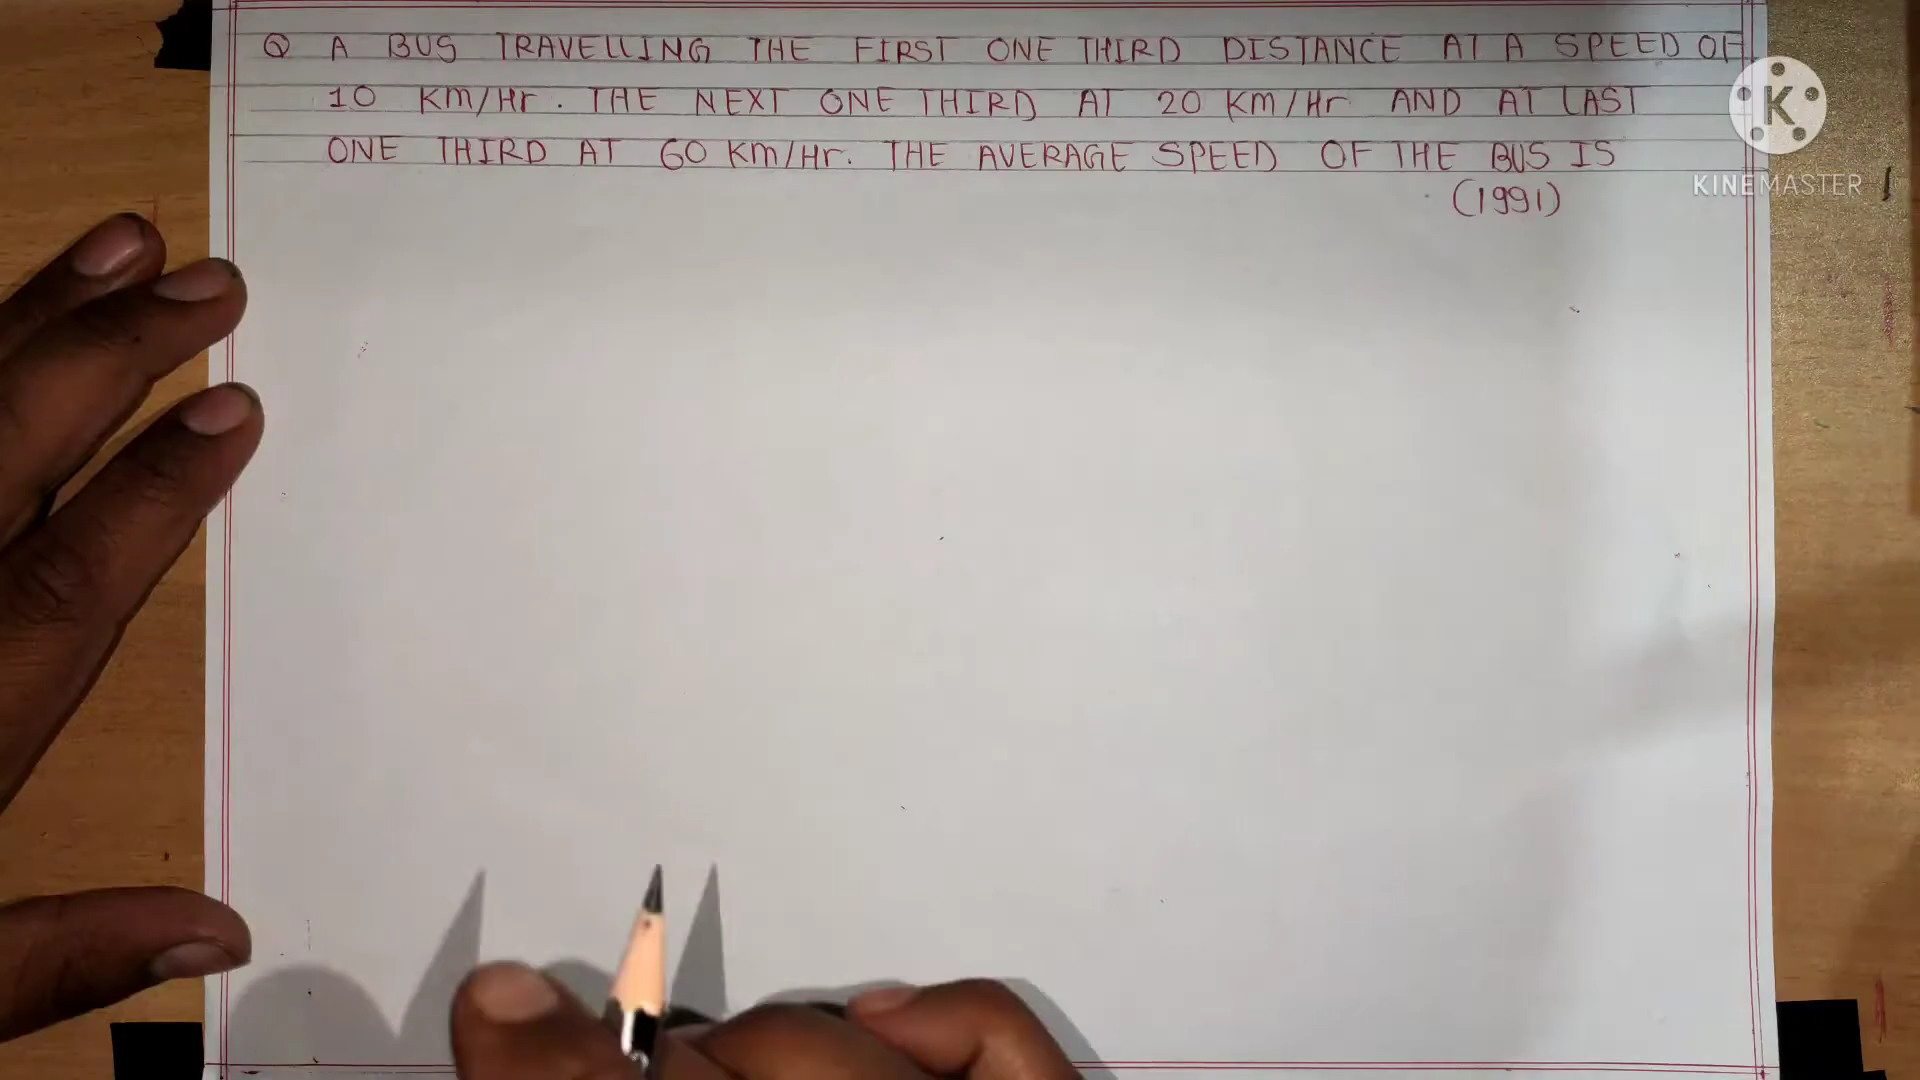 Q A BUS TRAVELLING THE FIRST ONE THIRD DISTANCE AT A SPEED OF
10 KM/Hr. THE NEXT ONE THIRD AT 20 KM/Hr AND AT LAST
ONE THIRD AT 60 KM/Hr. THE AVERAGE SPEED OF THE BUS IS
(1991)
K
KINEMASTER